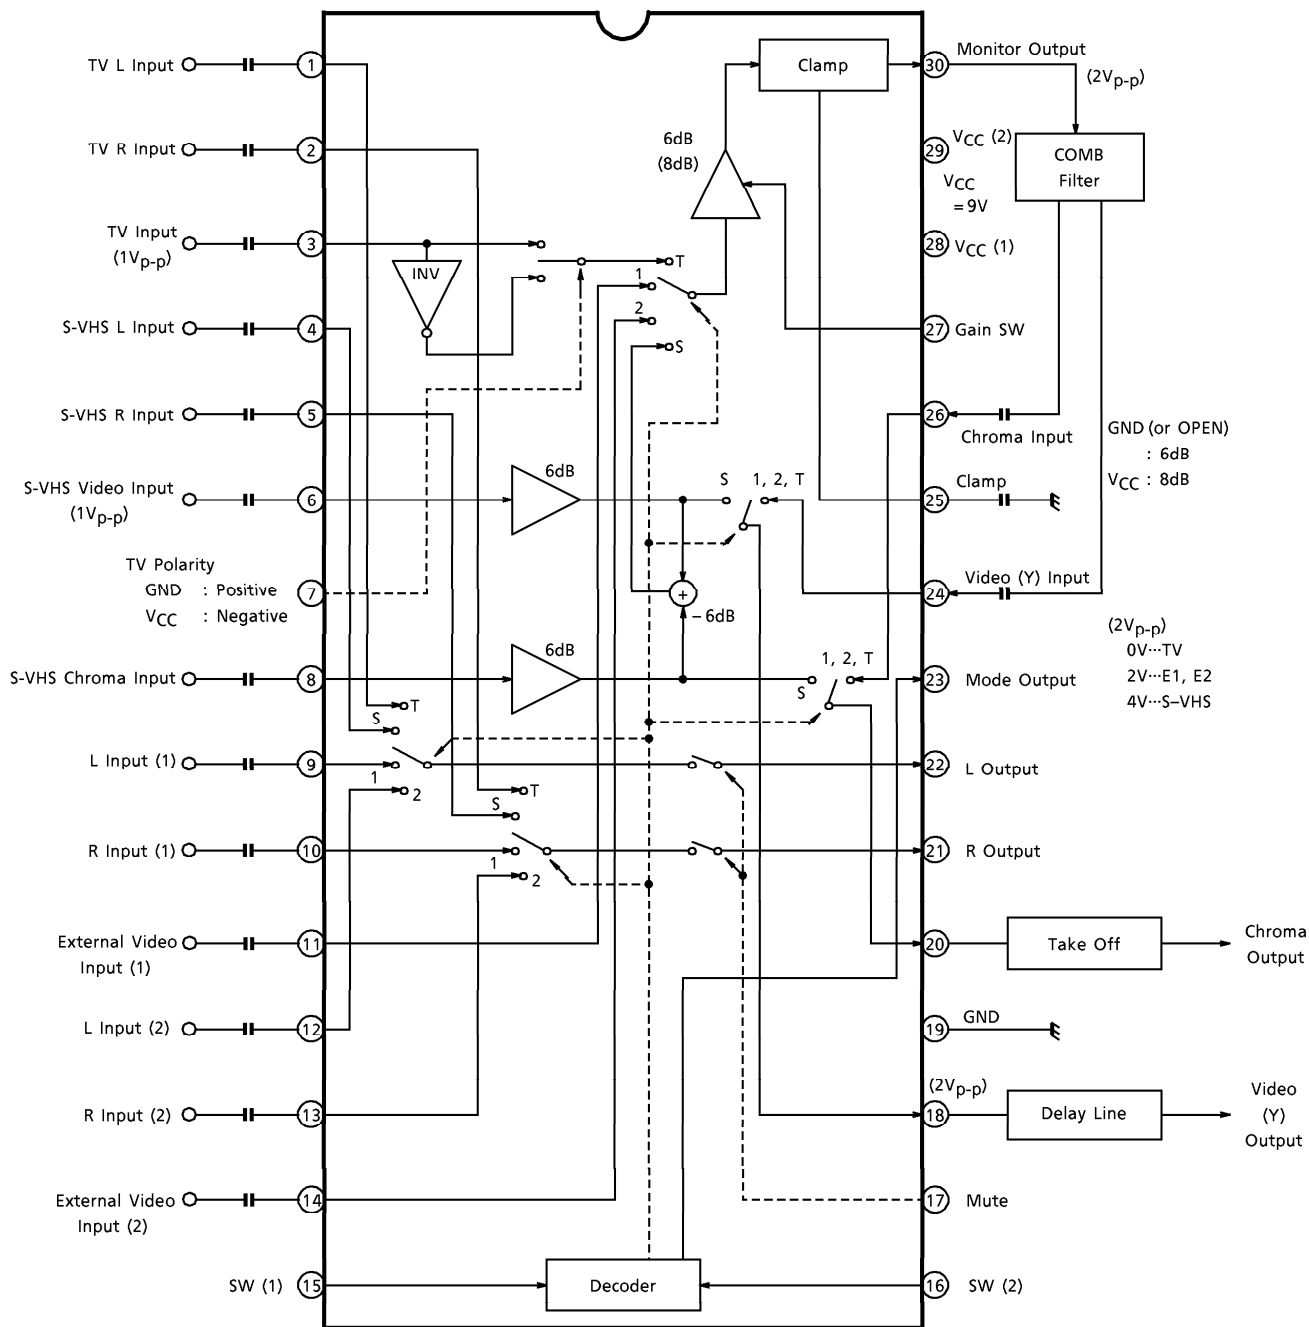 TV L Input
1
TV R Input
2
TV Input
(1Vp-p)
3
S-VHS L Input
4
S-VHS R Input
5
S-VHS Video Input
(1Vp-p)
6
TV Polarity
GND : Positive
VCC : Negative
7
S-VHS Chroma Input
8
L Input (1)
9
R Input (1)
10
External Video
Input (1)
11
L Input (2)
12
R Input (2)
13
External Video
Input (2)
14
SW (1)
15
INV
T
1
2
S
6dB
(8dB)
Clamp
6dB
S
1, 2, T
+
– 6dB
6dB
1, 2, T
S
T
S
1
2
T
S
1
2
Decoder
30
Monitor Output
(2Vp-p)
29
VCC (2)
VCC
= 9V
COMB
Filter
28
VCC (1)
27
Gain SW
26
Chroma Input
GND (or OPEN)
: 6dB
VCC : 8dB
25
Clamp
24
Video (Y) Input
(2Vp-p)
0V···TV
2V···E1, E2
4V···S–VHS
23
Mode Output
22
L Output
21
R Output
20
Take Off
Chroma
Output
19
GND
(2Vp-p)
18
Delay Line
Video
(Y)
Output
17
Mute
16
SW (2)